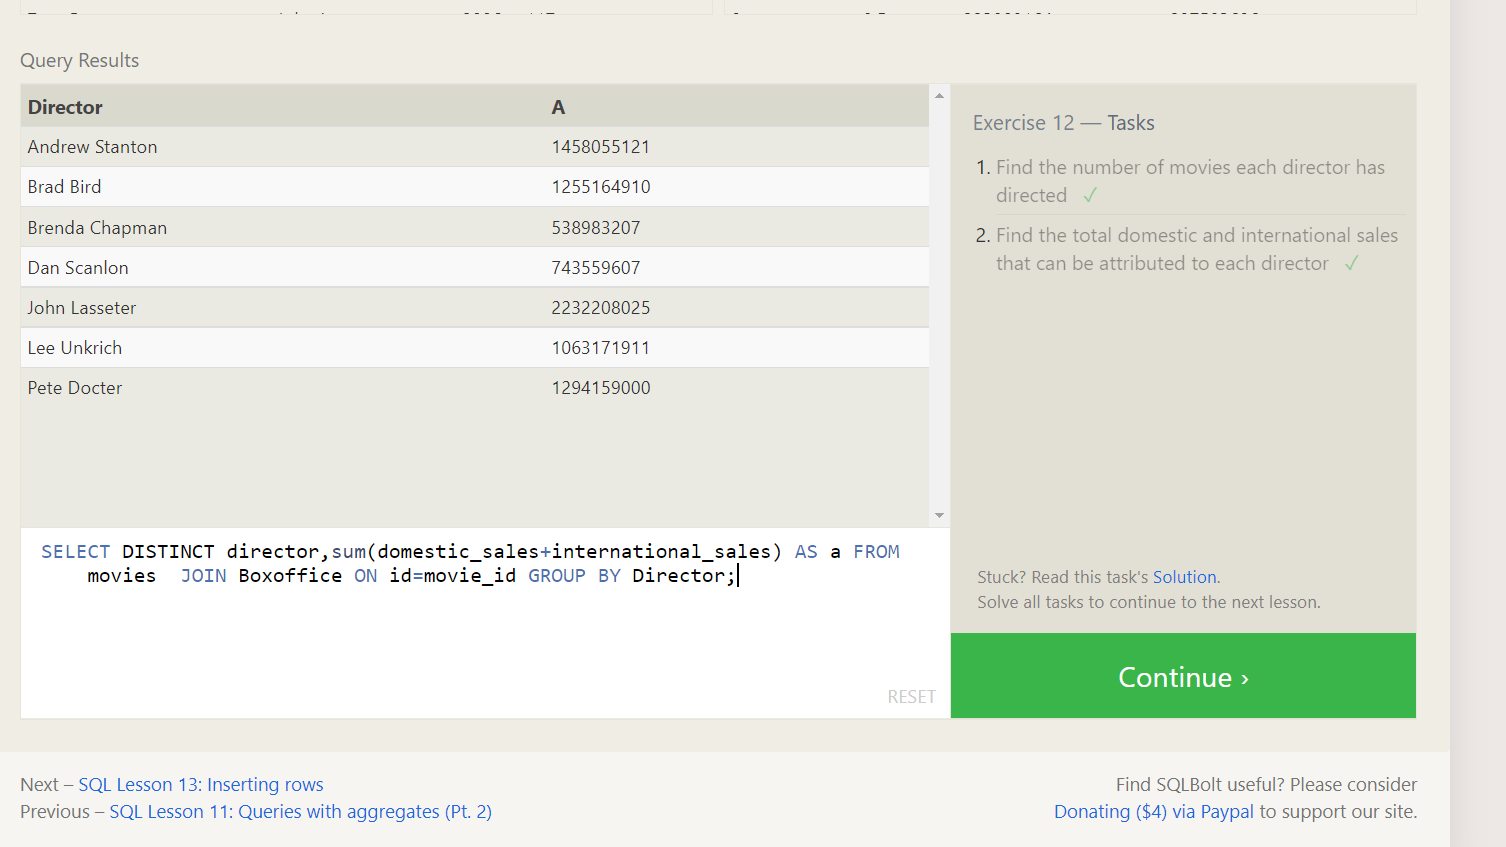 Query Results
Director A
Andrew Stanton 1458055121
Brad Bird 1255164910
Brenda Chapman 538983207
Dan Scanlon 743559607
John Lasseter 2232208025
Lee Unkrich 1063171911
Pete Docter 1294159000
SELECT DISTINCT director,sum(domestic_sales+international_sales) AS a FROM
movies  JOIN Boxoffice ON id=movie_id GROUP BY Director;
RESET
Exercise 12 — Tasks
1. Find the number of movies each director has
directed ✓
2. Find the total domestic and international sales
that can be attributed to each director ✓
Stuck? Read this task's Solution.
Solve all tasks to continue to the next lesson.
Continue ›
Next – SQL Lesson 13: Inserting rows
Previous – SQL Lesson 11: Queries with aggregates (Pt. 2)
Find SQLBolt useful? Please consider
Donating ($4) via Paypal to support our site.